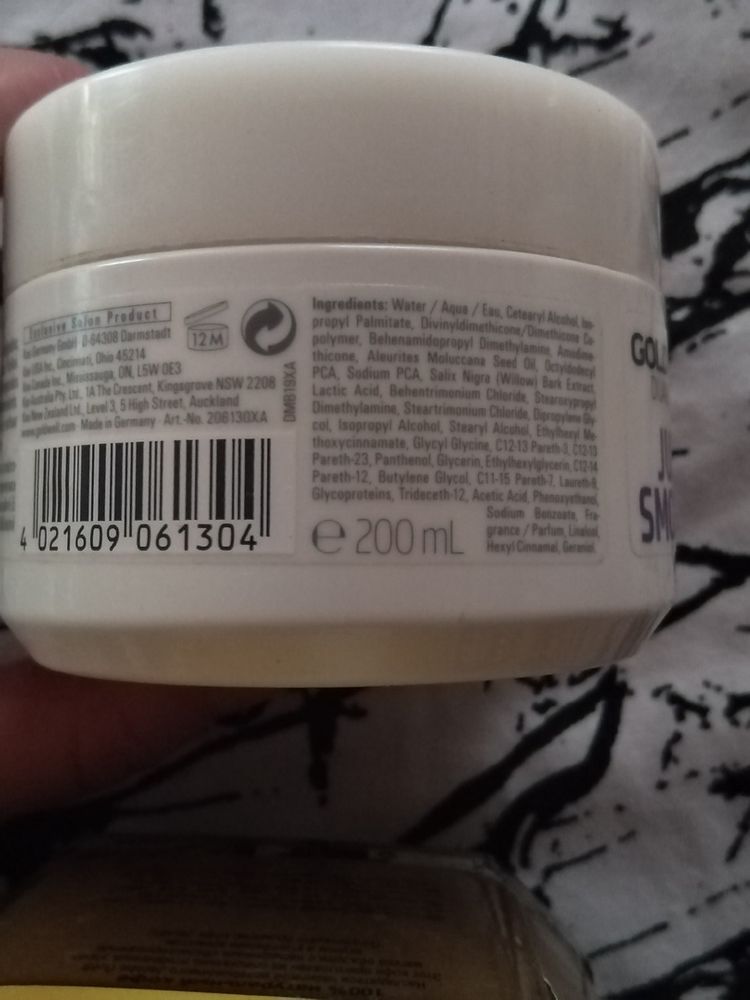 Exclusive Salon Product
Germany GmbH D-64308 Darmstadt
USA Inc. Cincinnati, Ohio 45214
Canada Inc., Mississauga, ON, L5W 0E3
Australia Pty. Ltd., 1A The Crescent, Kingsgrove NSW 2208
New Zealand Ltd., Level 3, 5 High Street, Auckland
www.goldwell.com · Made in Germany · Art.-No. 206130XA
4 021609 061304
12 M
DMB19XA
Ingredients: Water / Aqua / Eau, Cetearyl Alcohol, Iso-
propyl Palmitate, Divinyldimethicone/Dimethicone Co-
polymer, Behenamidopropyl Dimethylamine, Amodime-
thicone, Aleurites Moluccana Seed Oil, Octyldodecyl
PCA, Sodium PCA, Salix Nigra (Willow) Bark Extract,
Lactic Acid, Behentrimonium Chloride, Stearoxypropyl
Dimethylamine, Steartrimonium Chloride, Dipropylene Gly-
col, Isopropyl Alcohol, Stearyl Alcohol, Ethylhexyl Me-
thoxycinnamate, Glycyl Glycine, C12-13 Pareth-3, C12-13
Pareth-23, Panthenol, Glycerin, Ethylhexylglycerin, C12-14
Pareth-12, Butylene Glycol, C11-15 Pareth-7, Laureth-9,
Glycoproteins, Trideceth-12, Acetic Acid, Phenoxyethanol,
Sodium Benzoate, Fra-
grance / Parfum, Linalool,
Hexyl Cinnamal, Geraniol.
e 200 mL
GOL
DU
JU
SMO